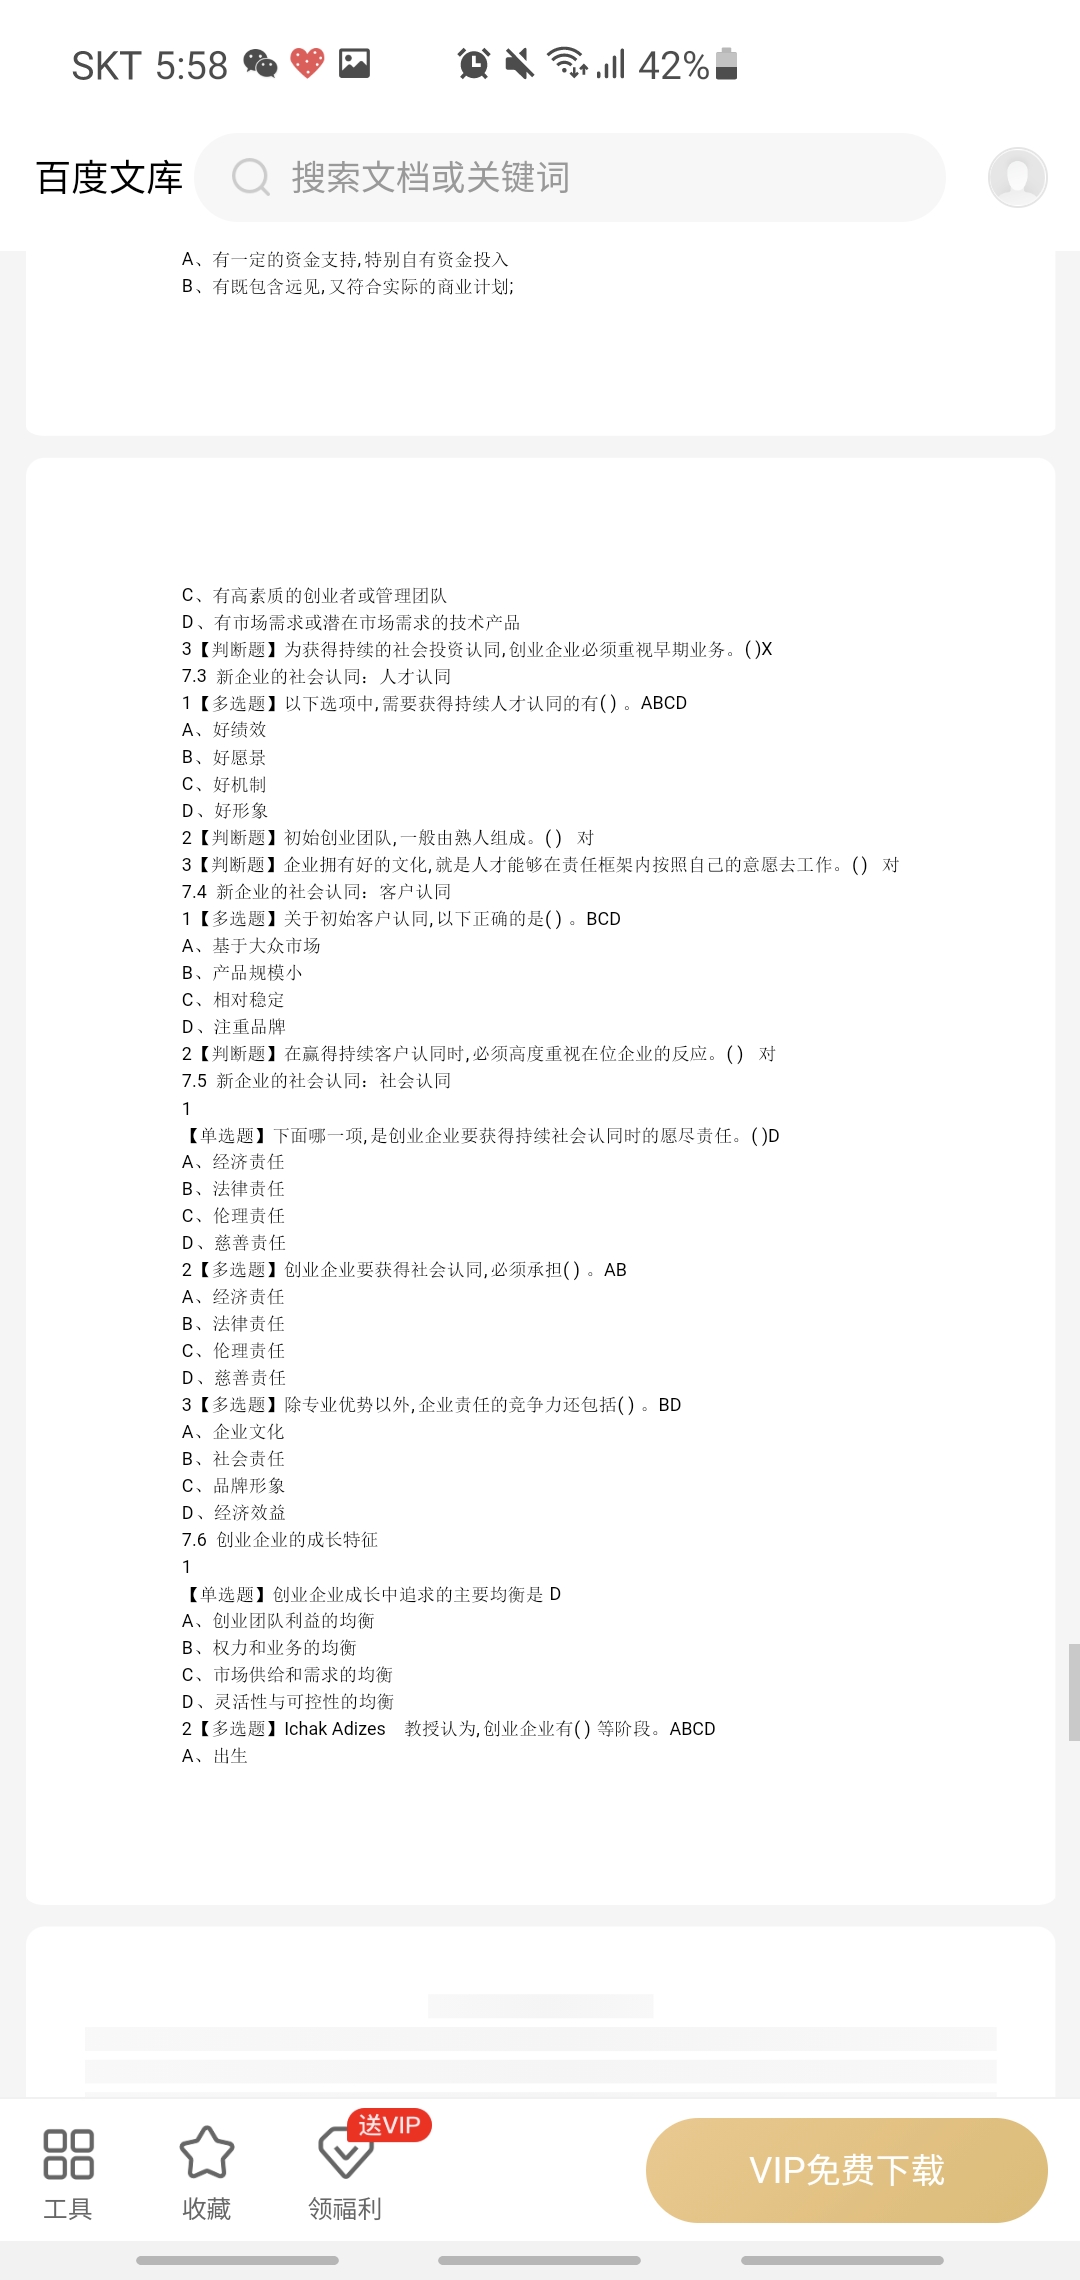 SKT 5:58 42%
百度文库 搜索文档或关键词
A、有一定的资金支持,特别自有资金投入
B、有既包含远见,又符合实际的商业计划;
C、有高素质的创业者或管理团队
D、有市场需求或潜在市场需求的技术产品
3【判断题】为获得持续的社会投资认同,创业企业必须重视早期业务。( )X
7.3 新企业的社会认同：人才认同
1【多选题】以下选项中,需要获得持续人才认同的有( ) 。ABCD
A、好绩效
B、好愿景
C、好机制
D、好形象
2【判断题】初始创业团队,一般由熟人组成。( ) 对
3【判断题】企业拥有好的文化,就是人才能够在责任框架内按照自己的意愿去工作。( ) 对
7.4 新企业的社会认同：客户认同
1【多选题】关于初始客户认同,以下正确的是( ) 。BCD
A、基于大众市场
B、产品规模小
C、相对稳定
D、注重品牌
2【判断题】在赢得持续客户认同时,必须高度重视在位企业的反应。( ) 对
7.5 新企业的社会认同：社会认同
1
【单选题】下面哪一项,是创业企业要获得持续社会认同时的愿尽责任。( )D
A、经济责任
B、法律责任
C、伦理责任
D、慈善责任
2【多选题】创业企业要获得社会认同,必须承担( ) 。AB
A、经济责任
B、法律责任
C、伦理责任
D、慈善责任
3【多选题】除专业优势以外,企业责任的竞争力还包括( ) 。BD
A、企业文化
B、社会责任
C、品牌形象
D、经济效益
7.6 创业企业的成长特征
1
【单选题】创业企业成长中追求的主要均衡是 D
A、创业团队利益的均衡
B、权力和业务的均衡
C、市场供给和需求的均衡
D、灵活性与可控性的均衡
2【多选题】Ichak Adizes 教授认为,创业企业有( ) 等阶段。ABCD
A、出生
送VIP
工具 收藏 领福利 VIP免费下载